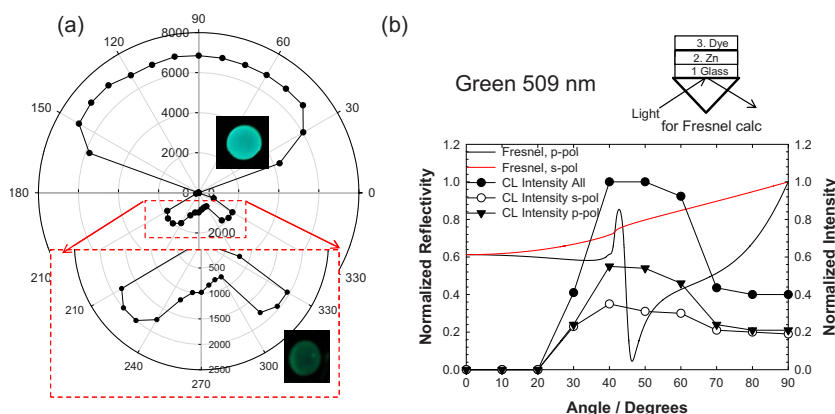 (a)
90
120
60
150
30
180
0
210
330
240
300
270
8000
6000
4000
2000
0
2000
500
1000
1500
2000
2500
210
330
(b)
Green 509 nm
3. Dye
2. Zn
1 Glass
Light
for Fresnel calc
Fresnel, p-pol
Fresnel, s-pol
CL Intensity All
CL Intensity s-pol
CL Intensity p-pol
Normalized Reflectivity
Normalized Intensity
1.2
1.0
0.8
0.6
0.4
0.2
0.0
1.2
1.0
0.8
0.6
0.4
0.2
0.0
0 10 20 30 40 50 60 70 80 90
Angle / Degrees